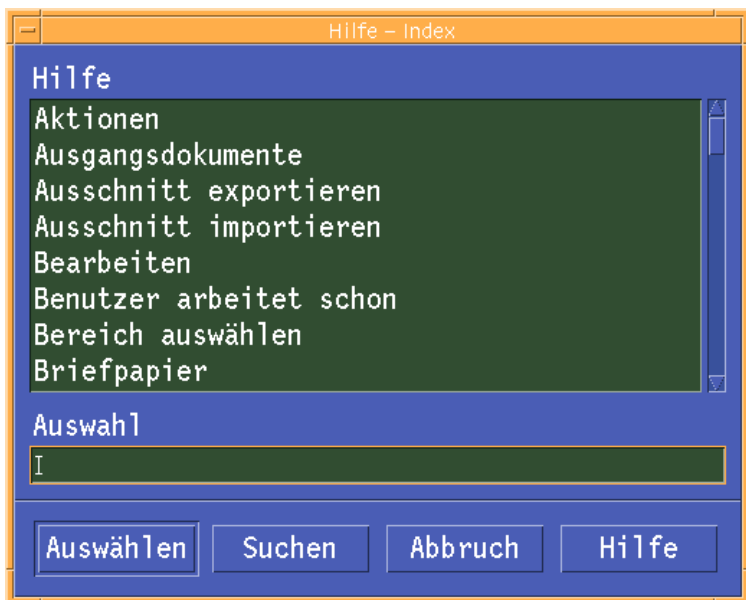 Hilfe – Index
Hilfe
Aktionen
Ausgangsdokumente
Ausschnitt exportieren
Ausschnitt importieren
Bearbeiten
Benutzer arbeitet schon
Bereich auswählen
Briefpapier
Auswahl
Auswählen Suchen Abbruch Hilfe